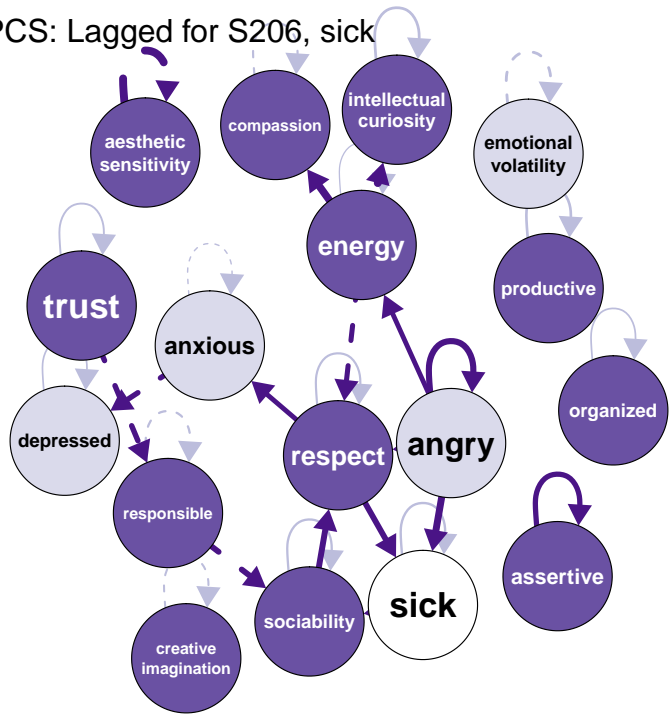 PCS: Lagged for S206, sick
intellectual
curiosity
compassion
aesthetic
sensitivity
emotional
volatility
energy
trust
productive
anxious
organized
depressed
respect
angry
responsible
assertive
sick
sociability
creative
imagination